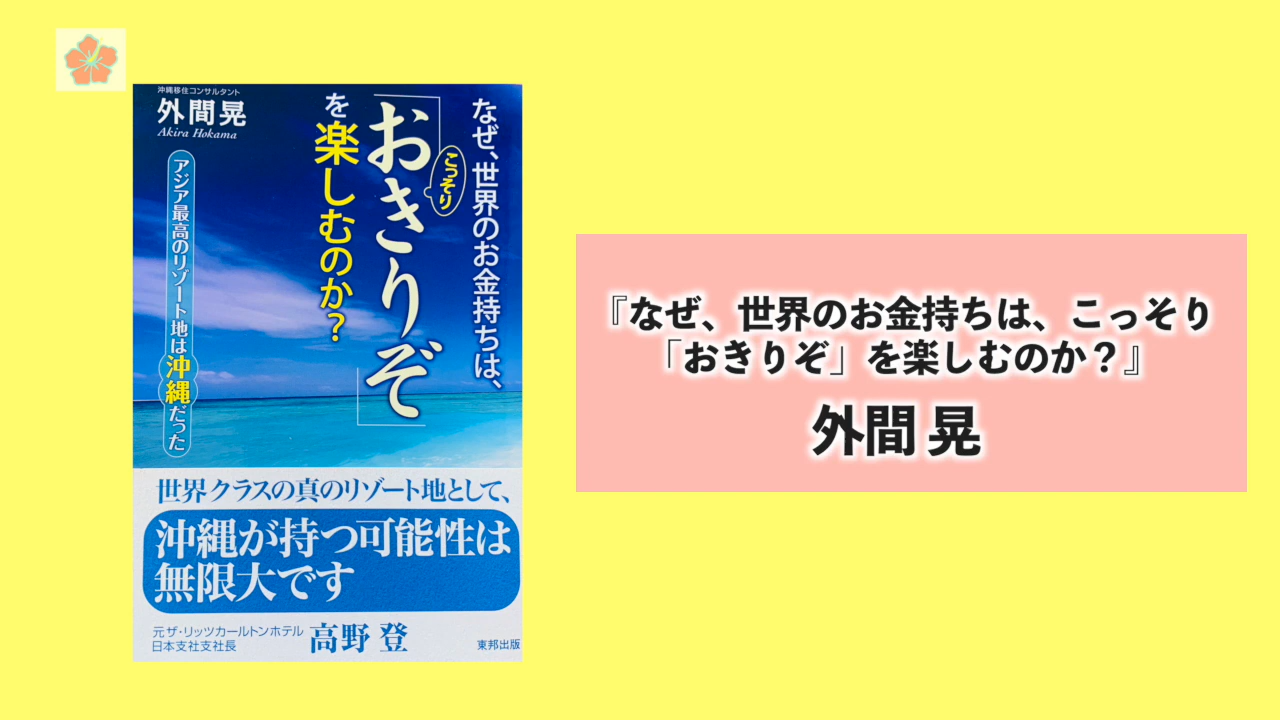 沖縄移住コンサルタント
外間晃
Akira Hokama
なぜ、世界のお金持ちは、
こっそり
「おきりぞ」
を楽しむのか？
アジア最高のリゾート地は沖縄だった
世界クラスの真のリゾート地として、
沖縄が持つ可能性は
無限大です
元ザ・リッツカールトンホテル
日本支社支社長
高野 登
東邦出版
『なぜ、世界のお金持ちは、こっそり
「おきりぞ」を楽しむのか？』
外間 晃